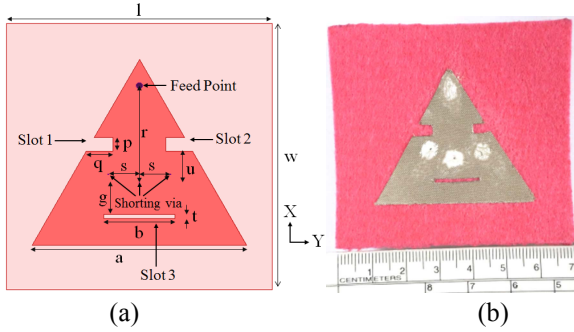 l
Feed Point
r
Slot 1
p
Slot 2
w
q
s
s
u
g
Shorting via
t
b
a
Slot 3
X
Y
1 2 3 4 5 6 7
CENTIMETERS
8 7 6 5
(a)
(b)